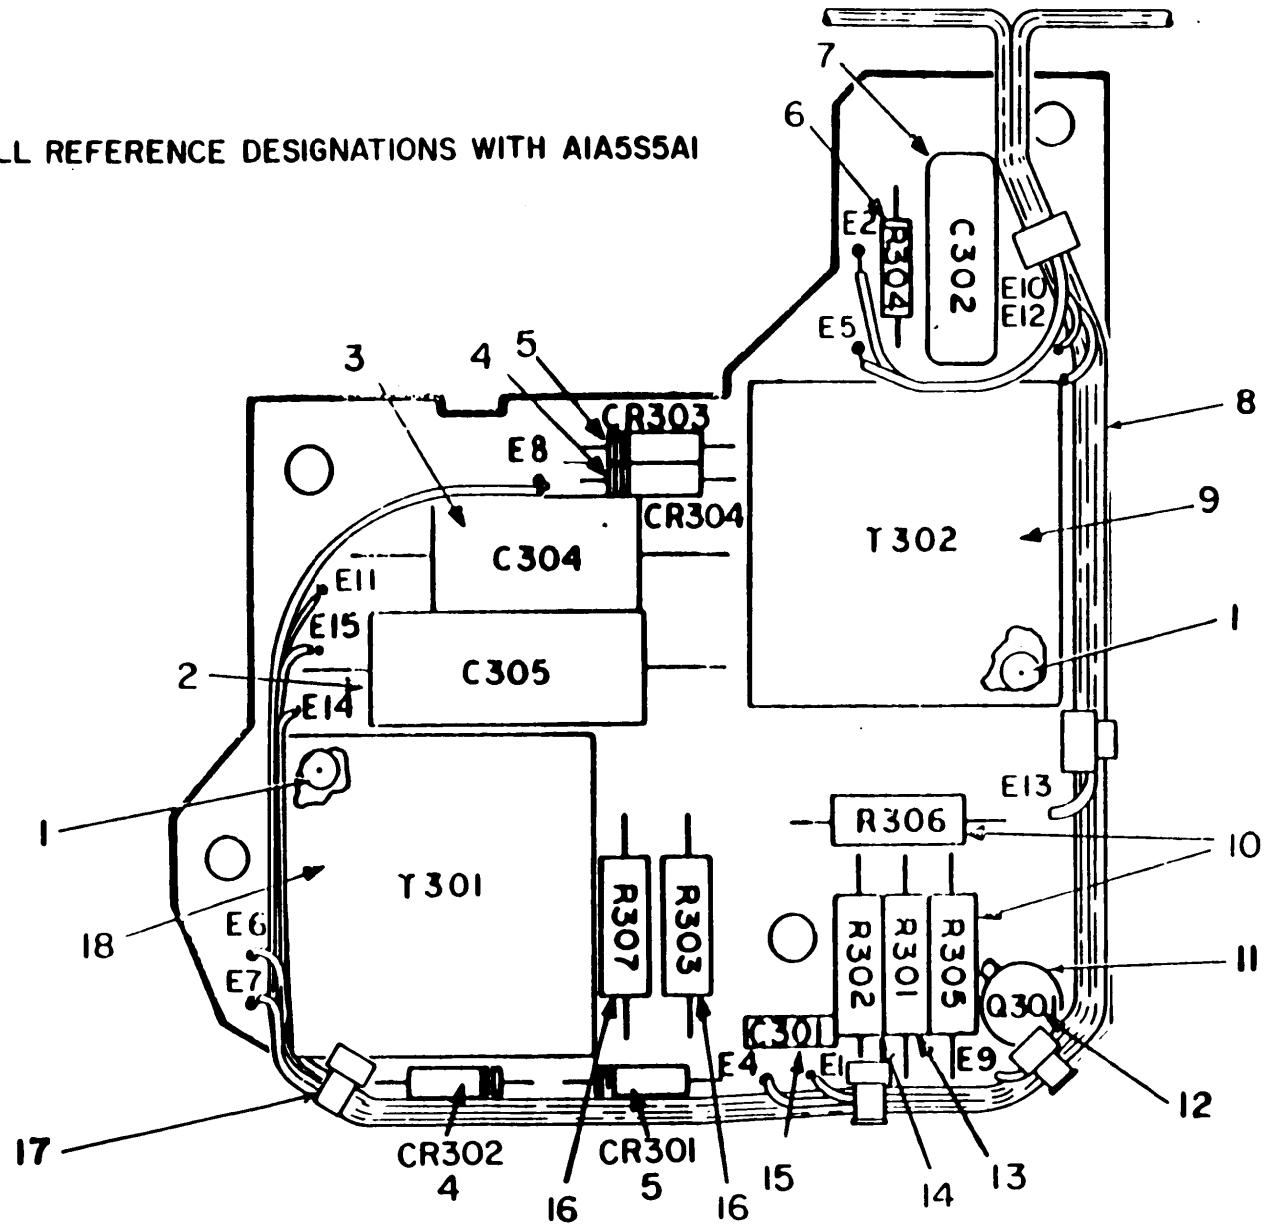 7
6
LL REFERENCE DESIGNATIONS WITH A1A5S5A1
E2
R304
C302
E10
E12
E5
3
4
5
8
CR303
E8
9
CR304
T302
C304
E11
1
E15
2
C305
E14
E13
1
R306
10
T301
R307
R303
R302
R301
R305
18
E6
11
E7
Q301
C301
E4
E1
E9
12
17
CR302
CR301
4
5
16
16
15
14
13